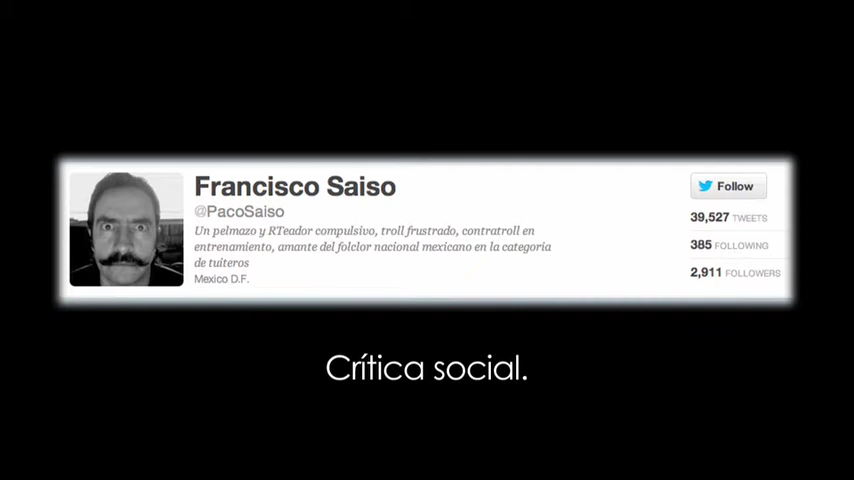 Francisco Saiso
@PacoSaiso
Un pelmazo y RTeador compulsivo, troll frustrado, contratroll en
entrenamiento, amante del folclor nacional mexicano en la categoria
de tuiteros
Mexico D.F.
Follow
39,527 TWEETS
385 FOLLOWING
2,911 FOLLOWERS
Crítica social.